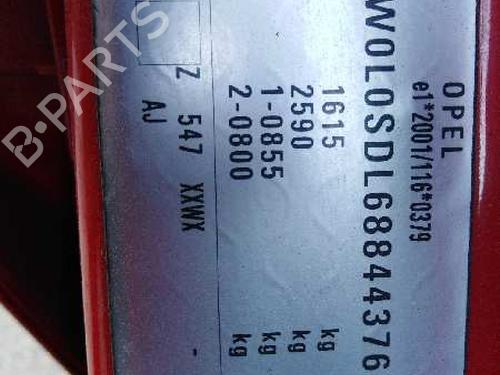 OPEL
e1*2001/116*0379
W0L0SDL68844376
1615 kg
2590 kg
1-0855 kg
2-0800 kg
Z 547 XXWX -
AJ
B-PARTS